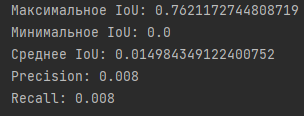 Максимальное IoU: 0.7621172744808719
Минимальное IoU: 0.0
Среднее IoU: 0.014984349122400752
Precision: 0.008
Recall: 0.008